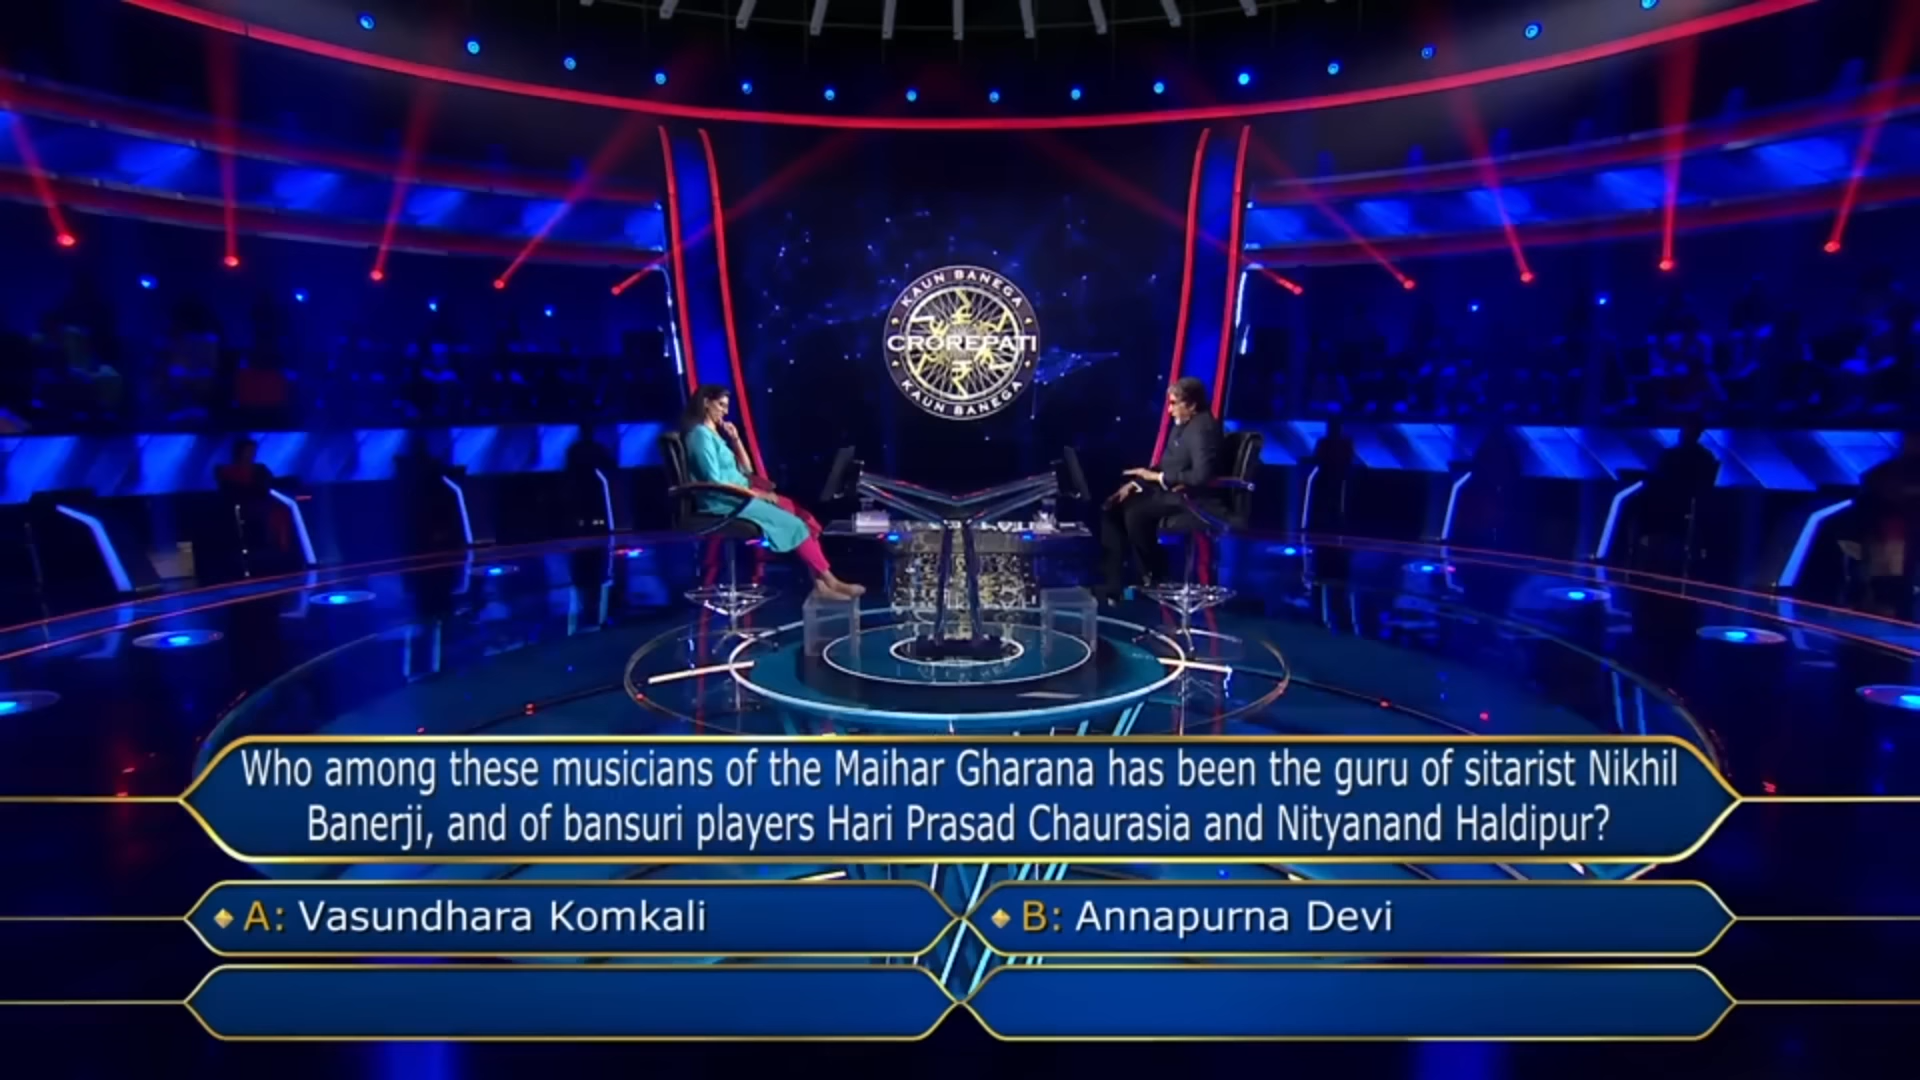 KAUN BANEGA
CROREPATI
KAUN BANEGA
Who among these musicians of the Maihar Gharana has been the guru of sitarist Nikhil
Banerji, and of bansuri players Hari Prasad Chaurasia and Nityanand Haldipur?
A: Vasundhara Komkali
B: Annapurna Devi